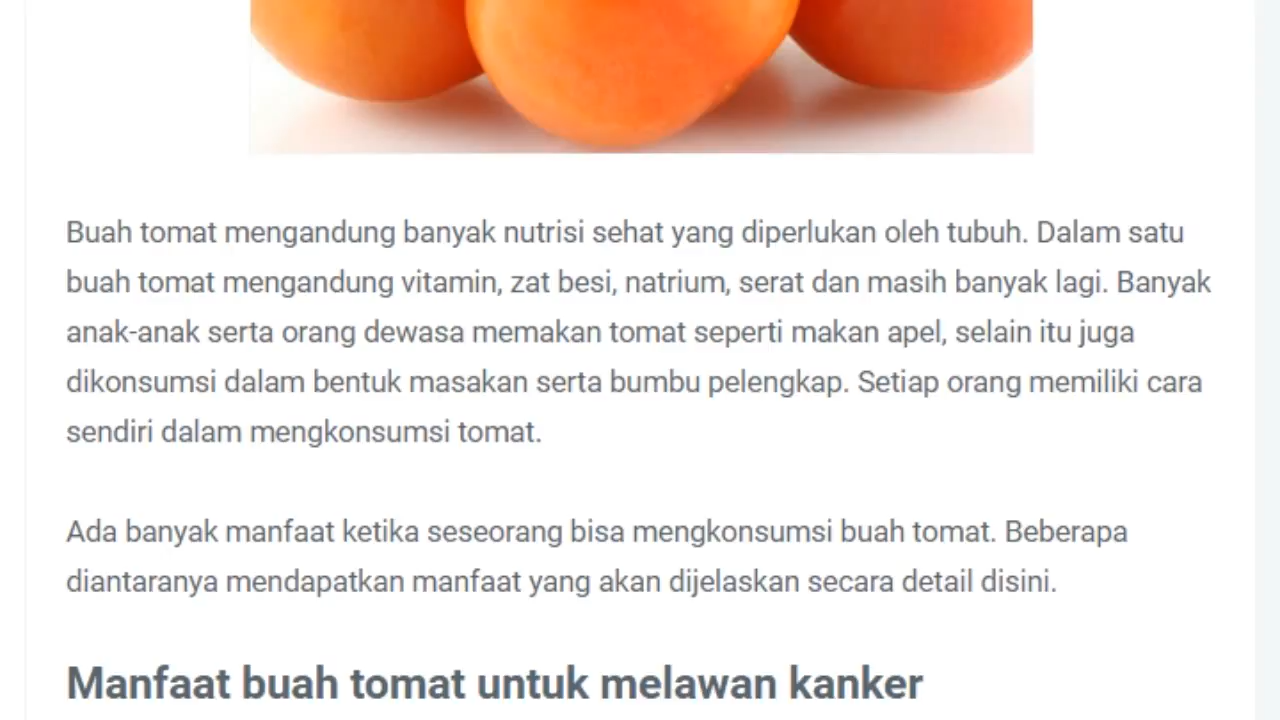 Buah tomat mengandung banyak nutrisi sehat yang diperlukan oleh tubuh. Dalam satu
buah tomat mengandung vitamin, zat besi, natrium, serat dan masih banyak lagi. Banyak
anak-anak serta orang dewasa memakan tomat seperti makan apel, selain itu juga
dikonsumsi dalam bentuk masakan serta bumbu pelengkap. Setiap orang memiliki cara
sendiri dalam mengkonsumsi tomat.
Ada banyak manfaat ketika seseorang bisa mengkonsumsi buah tomat. Beberapa
diantaranya mendapatkan manfaat yang akan dijelaskan secara detail disini.
Manfaat buah tomat untuk melawan kanker